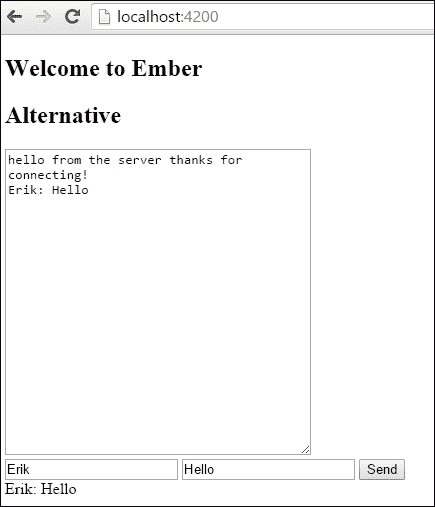 localhost:4200
Welcome to Ember
Alternative
hello from the server thanks for
connecting!
Erik: Hello
Erik Hello Send
Erik: Hello